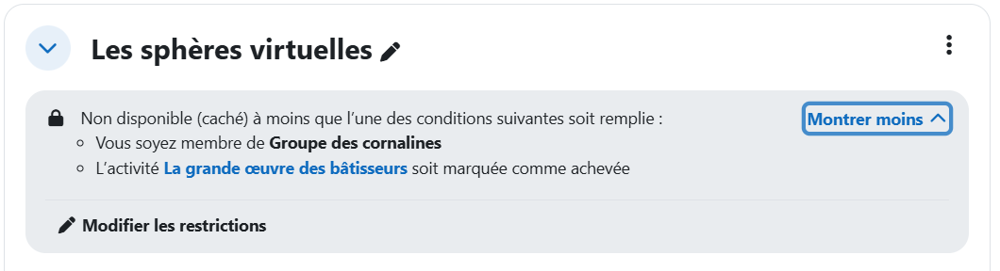 Les sphères virtuelles
Non disponible (caché) à moins que l’une des conditions suivantes soit remplie :
Montrer moins
Vous soyez membre de Groupe des cornalines
L’activité La grande œuvre des bâtisseurs soit marquée comme achevée
Modifier les restrictions